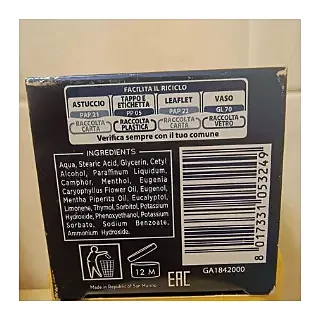 FACILITA IL RICICLO
ASTUCCIO
PAP 21
RACCOLTA
CARTA
TAPPO E
ETICHETTA
PP 05
RACCOLTA
PLASTICA
LEAFLET
PAP 22
RACCOLTA
CARTA
VASO
GL 70
RACCOLTA
VETRO
Verifica sempre con il tuo comune
INGREDIENTS
Aqua, Stearic Acid, Glycerin, Cetyl
Alcohol, Paraffinum Liquidum,
Camphor, Menthol, Eugenia
Caryophyllus Flower Oil, Eugenol,
Mentha Piperita Oil, Eucalyptol,
Limonene, Thymol, Sorbitol, Potassium
Hydroxide, Phenoxyethanol, Potassium
Sorbato, Sodium Benzoate,
Ammonium Hydroxide.
8 017331 053249
12 M
EAC
GA1842000
Made in Republic of San Marino